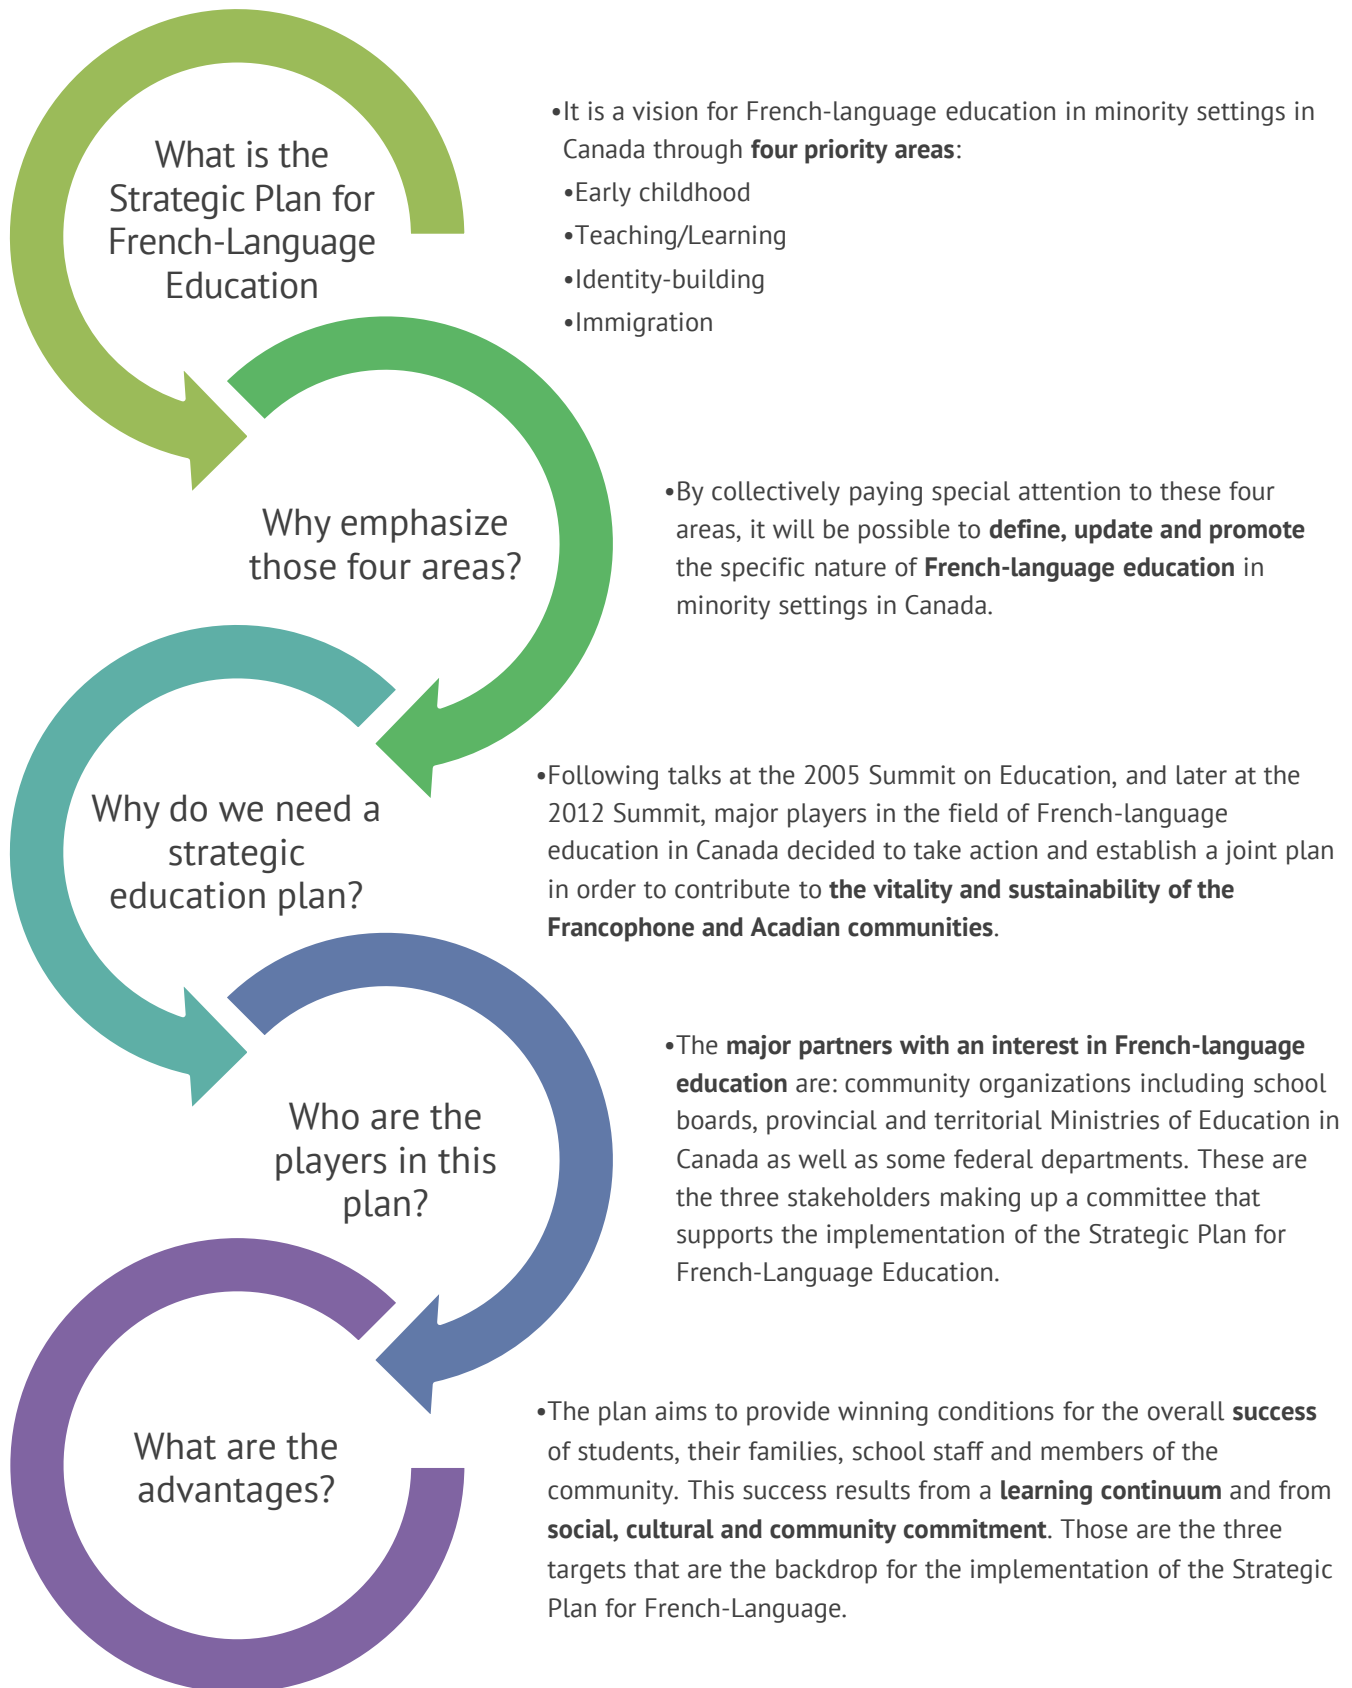 What is the
Strategic Plan for
French-Language
Education
•It is a vision for French-language education in minority settings in
Canada through four priority areas:
•Early childhood
•Teaching/Learning
•Identity-building
•Immigration
Why emphasize
those four areas?
•By collectively paying special attention to these four
areas, it will be possible to define, update and promote
the specific nature of French-language education in
minority settings in Canada.
Why do we need a
strategic
education plan?
•Following talks at the 2005 Summit on Education, and later at the
2012 Summit, major players in the field of French-language
education in Canada decided to take action and establish a joint plan
in order to contribute to the vitality and sustainability of the
Francophone and Acadian communities.
Who are the
players in this
plan?
•The major partners with an interest in French-language
education are: community organizations including school
boards, provincial and territorial Ministries of Education in
Canada as well as some federal departments. These are
the three stakeholders making up a committee that
supports the implementation of the Strategic Plan for
French-Language Education.
What are the
advantages?
•The plan aims to provide winning conditions for the overall success
of students, their families, school staff and members of the
community. This success results from a learning continuum and from
social, cultural and community commitment. Those are the three
targets that are the backdrop for the implementation of the Strategic
Plan for French-Language.